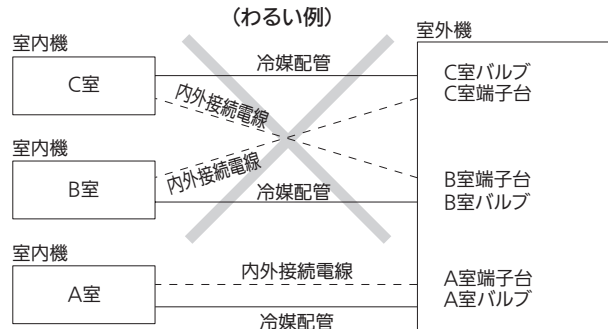 (わるい例)
室内機
室外機
冷媒配管
C室バルブ
C室
C室端子台
内外接続電線
室内機
内外接続電線
B室端子台
B室
冷媒配管
B室バルブ
室内機
内外接続電線
A室端子台
A室
A室バルブ
冷媒配管